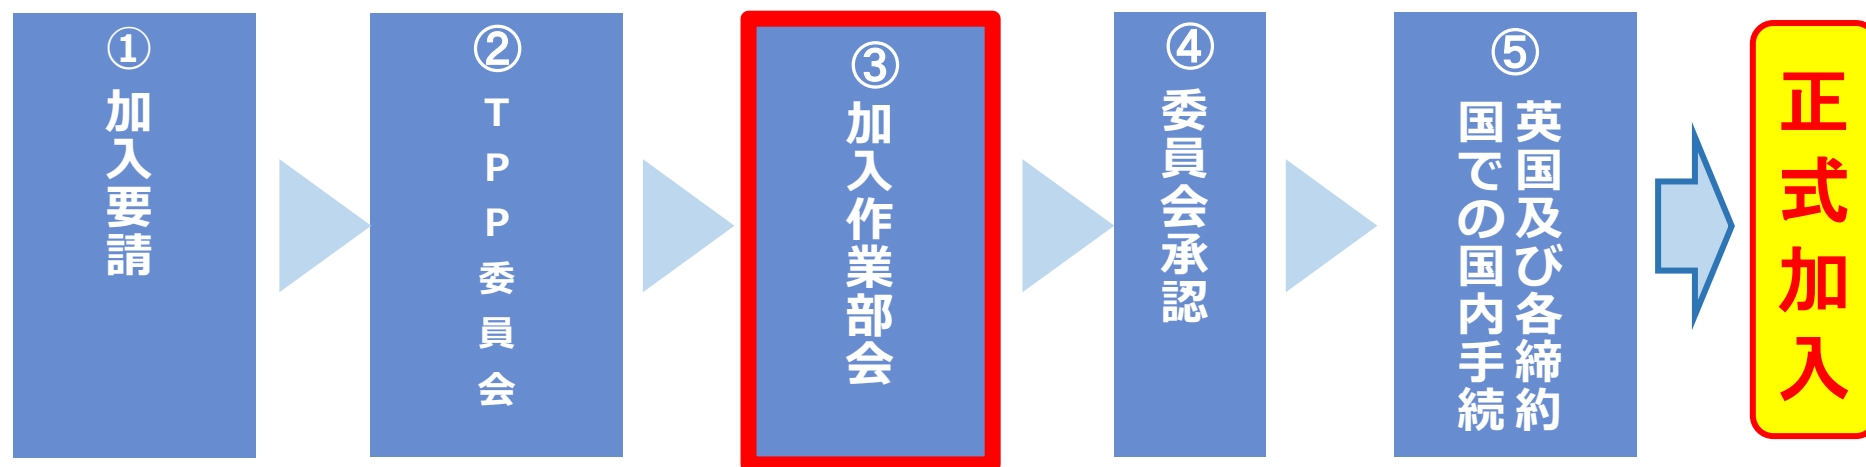 ①
加入要請
②
TPP委員会
③
加入作業部会
④
委員会承認
⑤
英国及び各締約
国での国内手続
正式加入